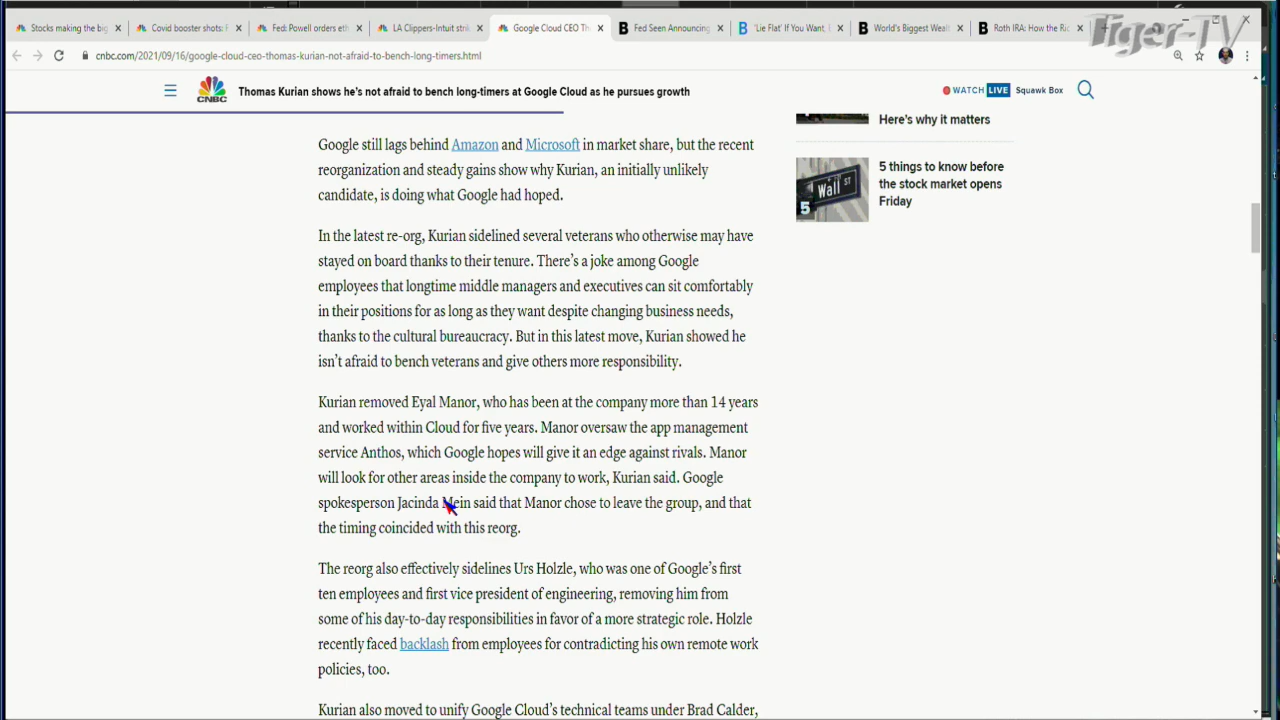 Stocks making the big
Covid booster shots: F
Fed: Powell orders eth
LA Clippers-Intuit stri
Google Cloud CEO Th
Fed Seen Announcing
'Lie Flat' If You Want, I
World's Biggest Wealt
Roth IRA: How the Ric
Tiger-TV
cnbc.com/2021/09/16/google-cloud-ceo-thomas-kurian-not-afraid-to-bench-long-timers.html
CNBC
Thomas Kurian shows he's not afraid to bench long-timers at Google Cloud as he pursues growth
WATCH LIVE Squawk Box
Google still lags behind Amazon and Microsoft in market share, but the recent
reorganization and steady gains show why Kurian, an initially unlikely
candidate, is doing what Google had hoped.
In the latest re-org, Kurian sidelined several veterans who otherwise may have
stayed on board thanks to their tenure. There's a joke among Google
employees that longtime middle managers and executives can sit comfortably
in their positions for as long as they want despite changing business needs,
thanks to the cultural bureaucracy. But in this latest move, Kurian showed he
isn't afraid to bench veterans and give others more responsibility.
Kurian removed Eyal Manor, who has been at the company more than 14 years
and worked within Cloud for five years. Manor oversaw the app management
service Anthos, which Google hopes will give it an edge against rivals. Manor
will look for other areas inside the company to work, Kurian said. Google
spokesperson Jacinda Mein said that Manor chose to leave the group, and that
the timing coincided with this reorg.
The reorg also effectively sidelines Urs Holzle, who was one of Google's first
ten employees and first vice president of engineering, removing him from
some of his day-to-day responsibilities in favor of a more strategic role. Holzle
recently faced backlash from employees for contradicting his own remote work
policies, too.
Kurian also moved to unify Google Cloud's technical teams under Brad Calder,
Here's why it matters
Wall ST
5
5 things to know before
the stock market opens
Friday